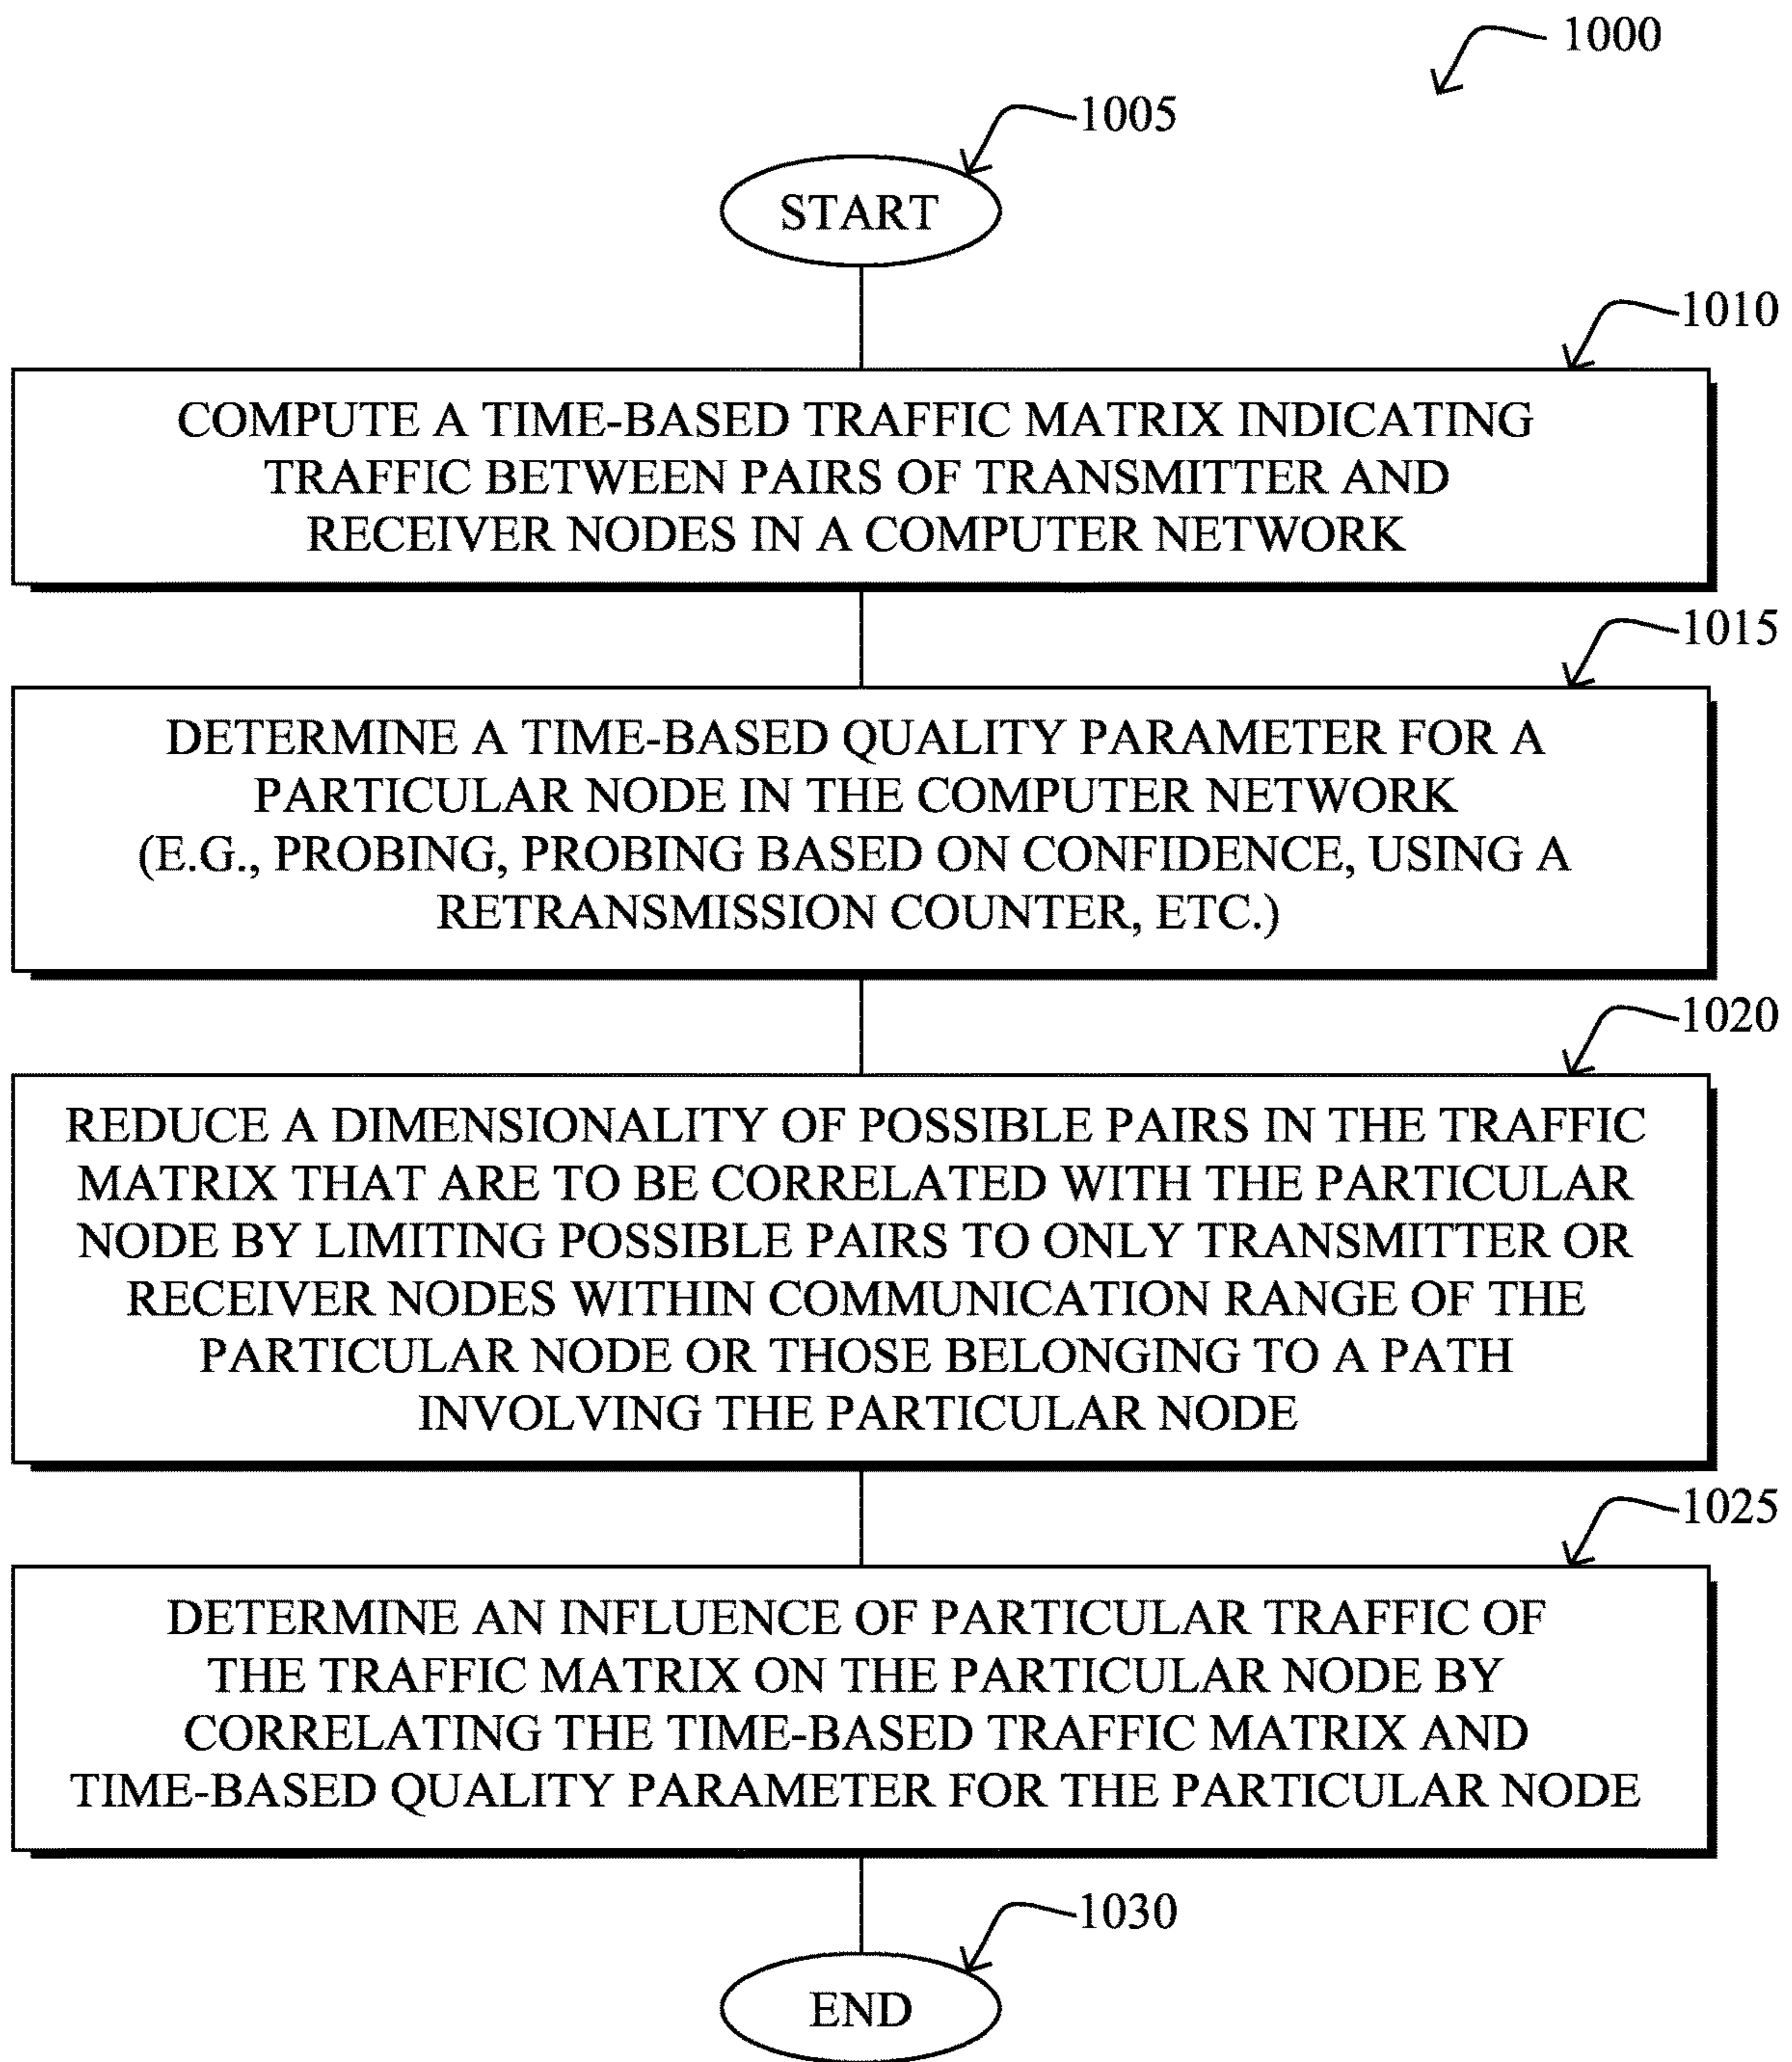 1000
1005
START
1010
COMPUTE A TIME-BASED TRAFFIC MATRIX INDICATING
TRAFFIC BETWEEN PAIRS OF TRANSMITTER AND
RECEIVER NODES IN A COMPUTER NETWORK
1015
DETERMINE A TIME-BASED QUALITY PARAMETER FOR A
PARTICULAR NODE IN THE COMPUTER NETWORK
(E.G., PROBING, PROBING BASED ON CONFIDENCE, USING A
RETRANSMISSION COUNTER, ETC.)
1020
REDUCE A DIMENSIONALITY OF POSSIBLE PAIRS IN THE TRAFFIC
MATRIX THAT ARE TO BE CORRELATED WITH THE PARTICULAR
NODE BY LIMITING POSSIBLE PAIRS TO ONLY TRANSMITTER OR
RECEIVER NODES WITHIN COMMUNICATION RANGE OF THE
PARTICULAR NODE OR THOSE BELONGING TO A PATH
INVOLVING THE PARTICULAR NODE
1025
DETERMINE AN INFLUENCE OF PARTICULAR TRAFFIC OF
THE TRAFFIC MATRIX ON THE PARTICULAR NODE BY
CORRELATING THE TIME-BASED TRAFFIC MATRIX AND
TIME-BASED QUALITY PARAMETER FOR THE PARTICULAR NODE
1030
END